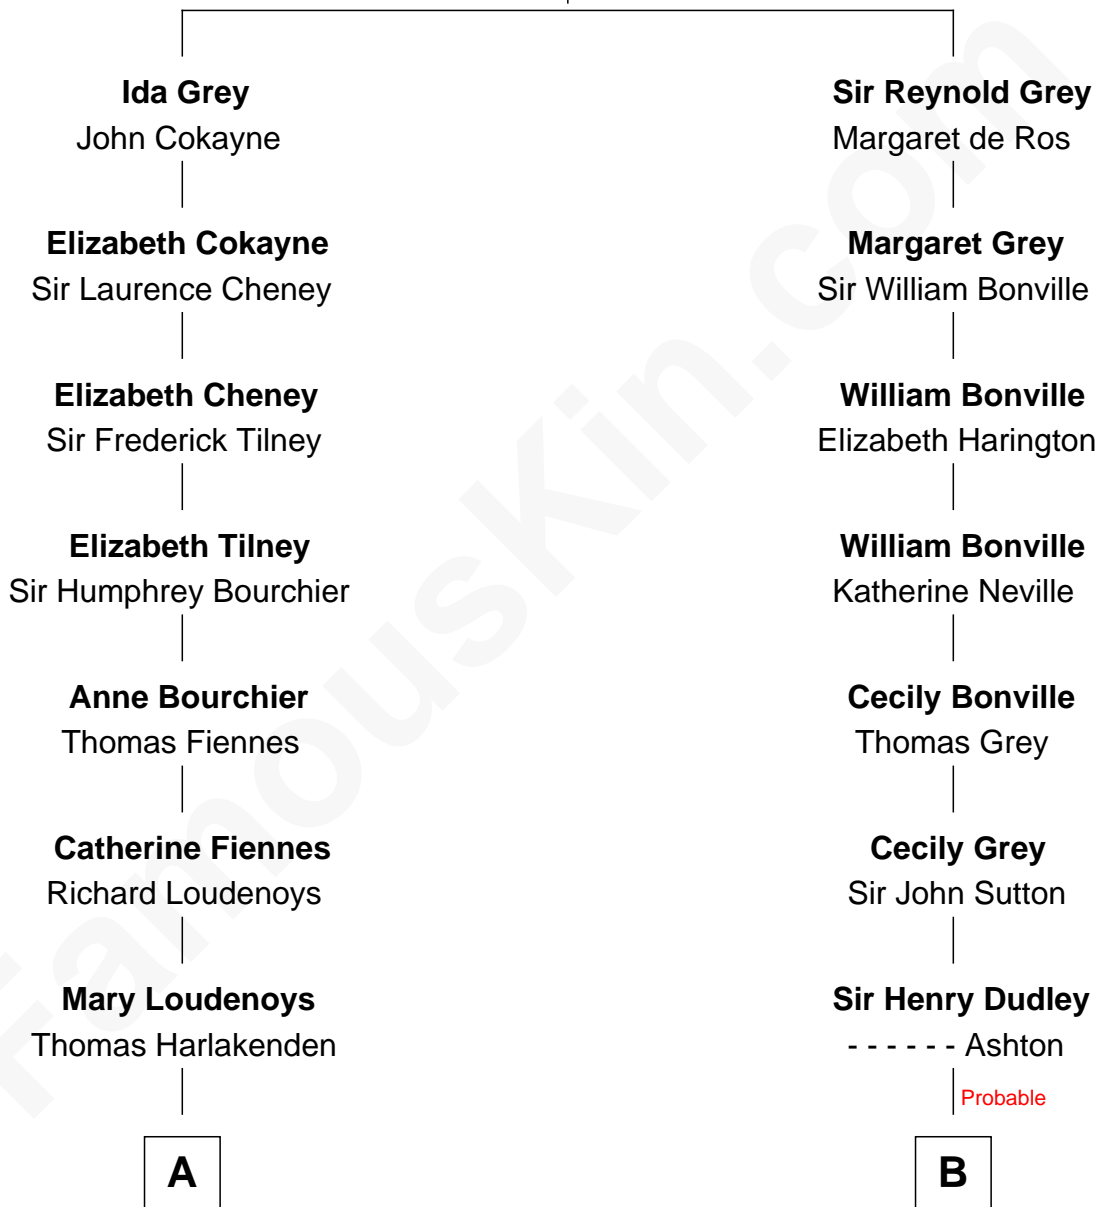 Ida Grey
John Cokayne
Sir Reynold Grey
Margaret de Ros
Elizabeth Cokayne
Sir Laurence Cheney
Margaret Grey
Sir William Bonville
Elizabeth Cheney
Sir Frederick Tilney
William Bonville
Elizabeth Harington
Elizabeth Tilney
Sir Humphrey Bourchier
William Bonville
Katherine Neville
Anne Bourchier
Thomas Fiennes
Cecily Bonville
Thomas Grey
Catherine Fiennes
Richard Loudenoys
Cecily Grey
Sir John Sutton
Mary Loudenoys
Thomas Harlakenden
Sir Henry Dudley
- - - - - - Ashton
Probable
A
B
FamousKin.com